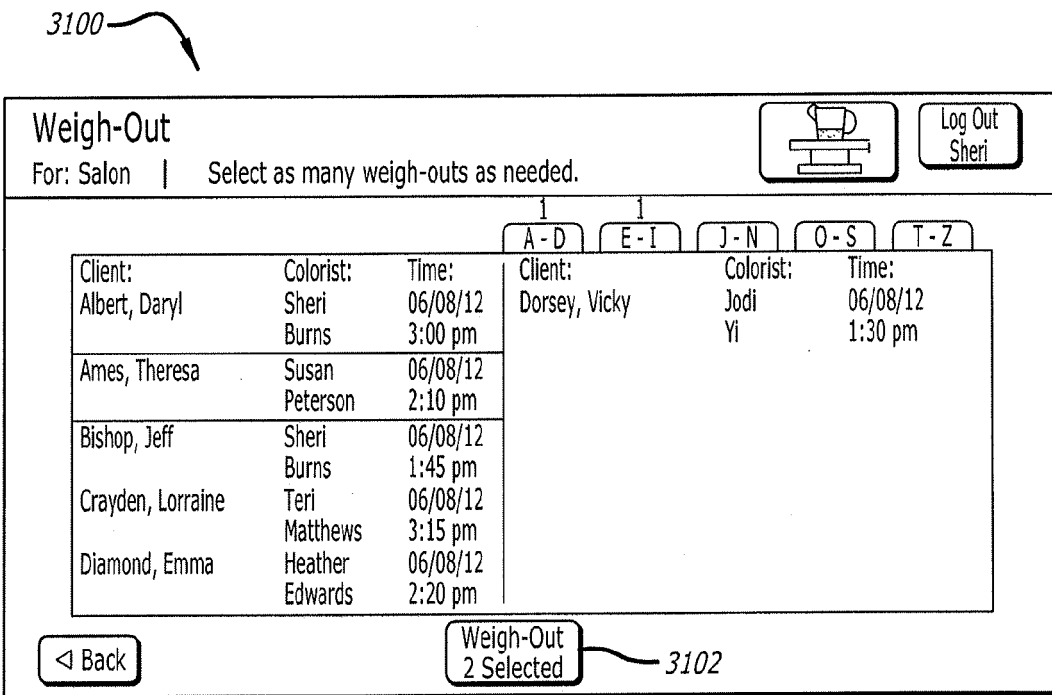 3100
Weigh-Out
Log Out
Sheri
For: Salon | Select as many weigh-outs as needed.
1 1
A - D E - I J - N O - S T - Z
Client: Colorist: Time: Client: Colorist: Time:
Albert, Daryl Sheri 06/08/12 Dorsey, Vicky Jodi 06/08/12
Burns 3:00 pm Yi 1:30 pm
Ames, Theresa Susan 06/08/12
Peterson 2:10 pm
Bishop, Jeff Sheri 06/08/12
Burns 1:45 pm
Crayden, Lorraine Teri 06/08/12
Matthews 3:15 pm
Diamond, Emma Heather 06/08/12
Edwards 2:20 pm
◁ Back
Weigh-Out
2 Selected
3102